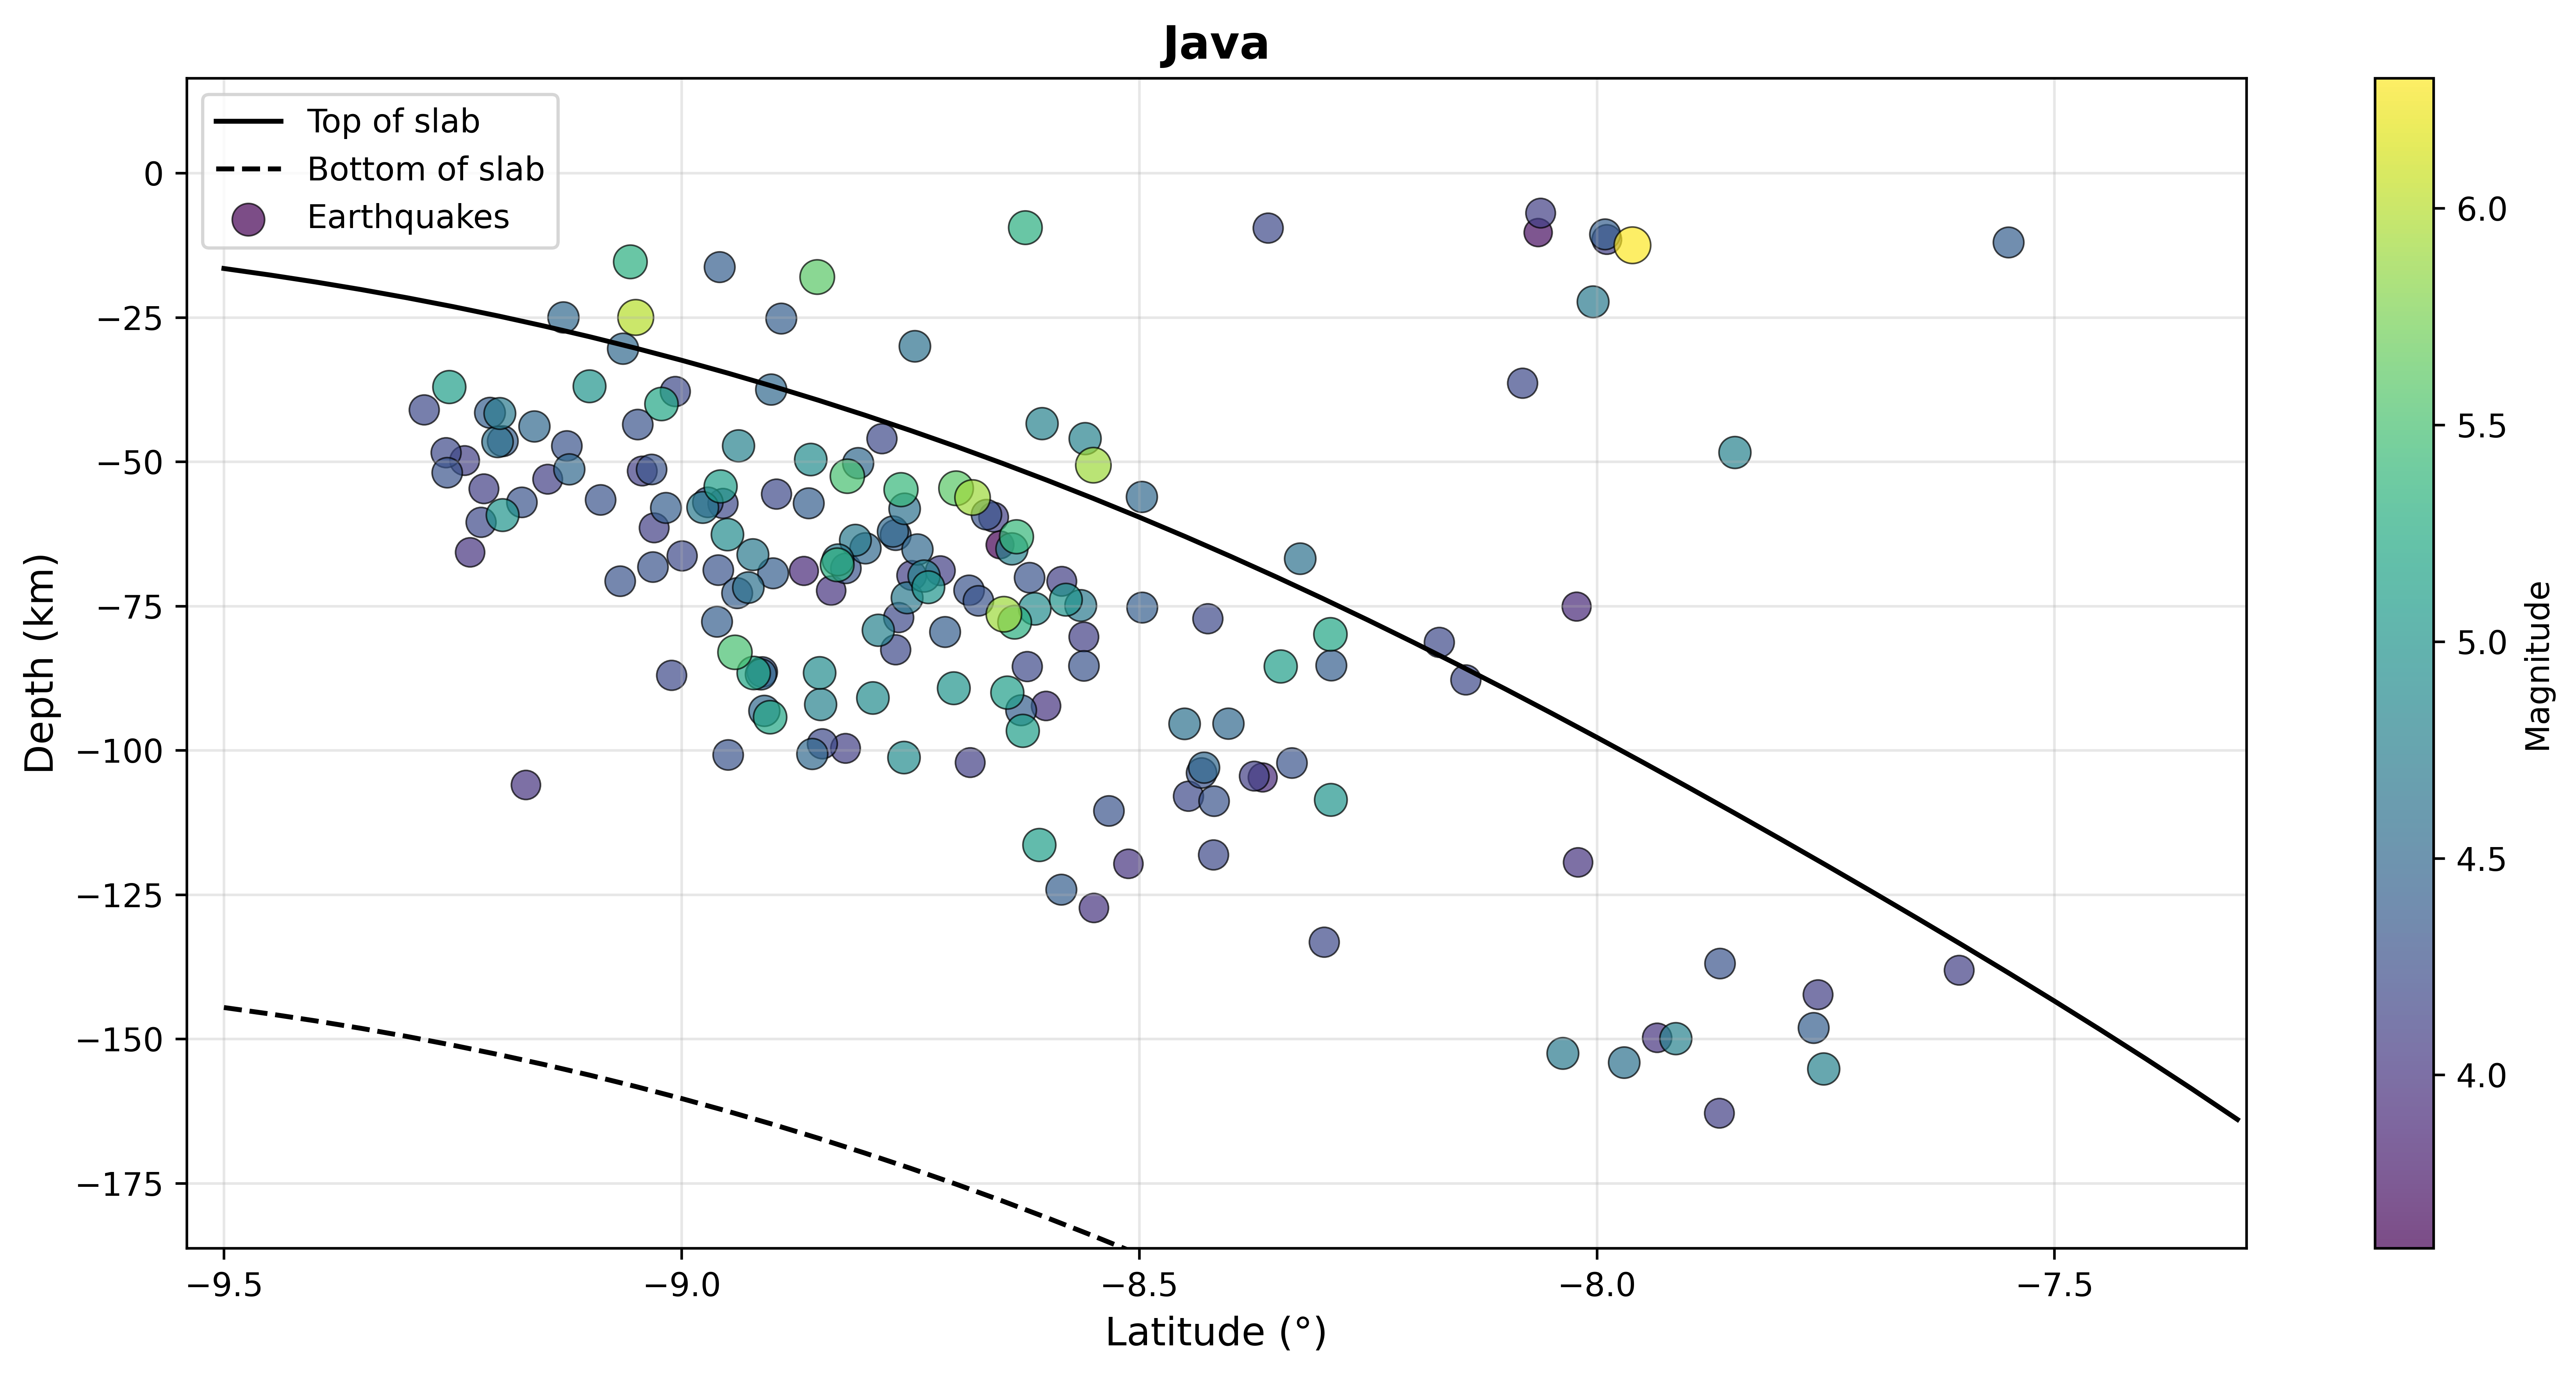 Java
Top of slab
Bottom of slab
Earthquakes
Depth (km)
0
−25
−50
−75
−100
−125
−150
−175
−9.5
−9.0
−8.5
−8.0
−7.5
Latitude (°)
6.0
5.5
5.0
4.5
4.0
Magnitude